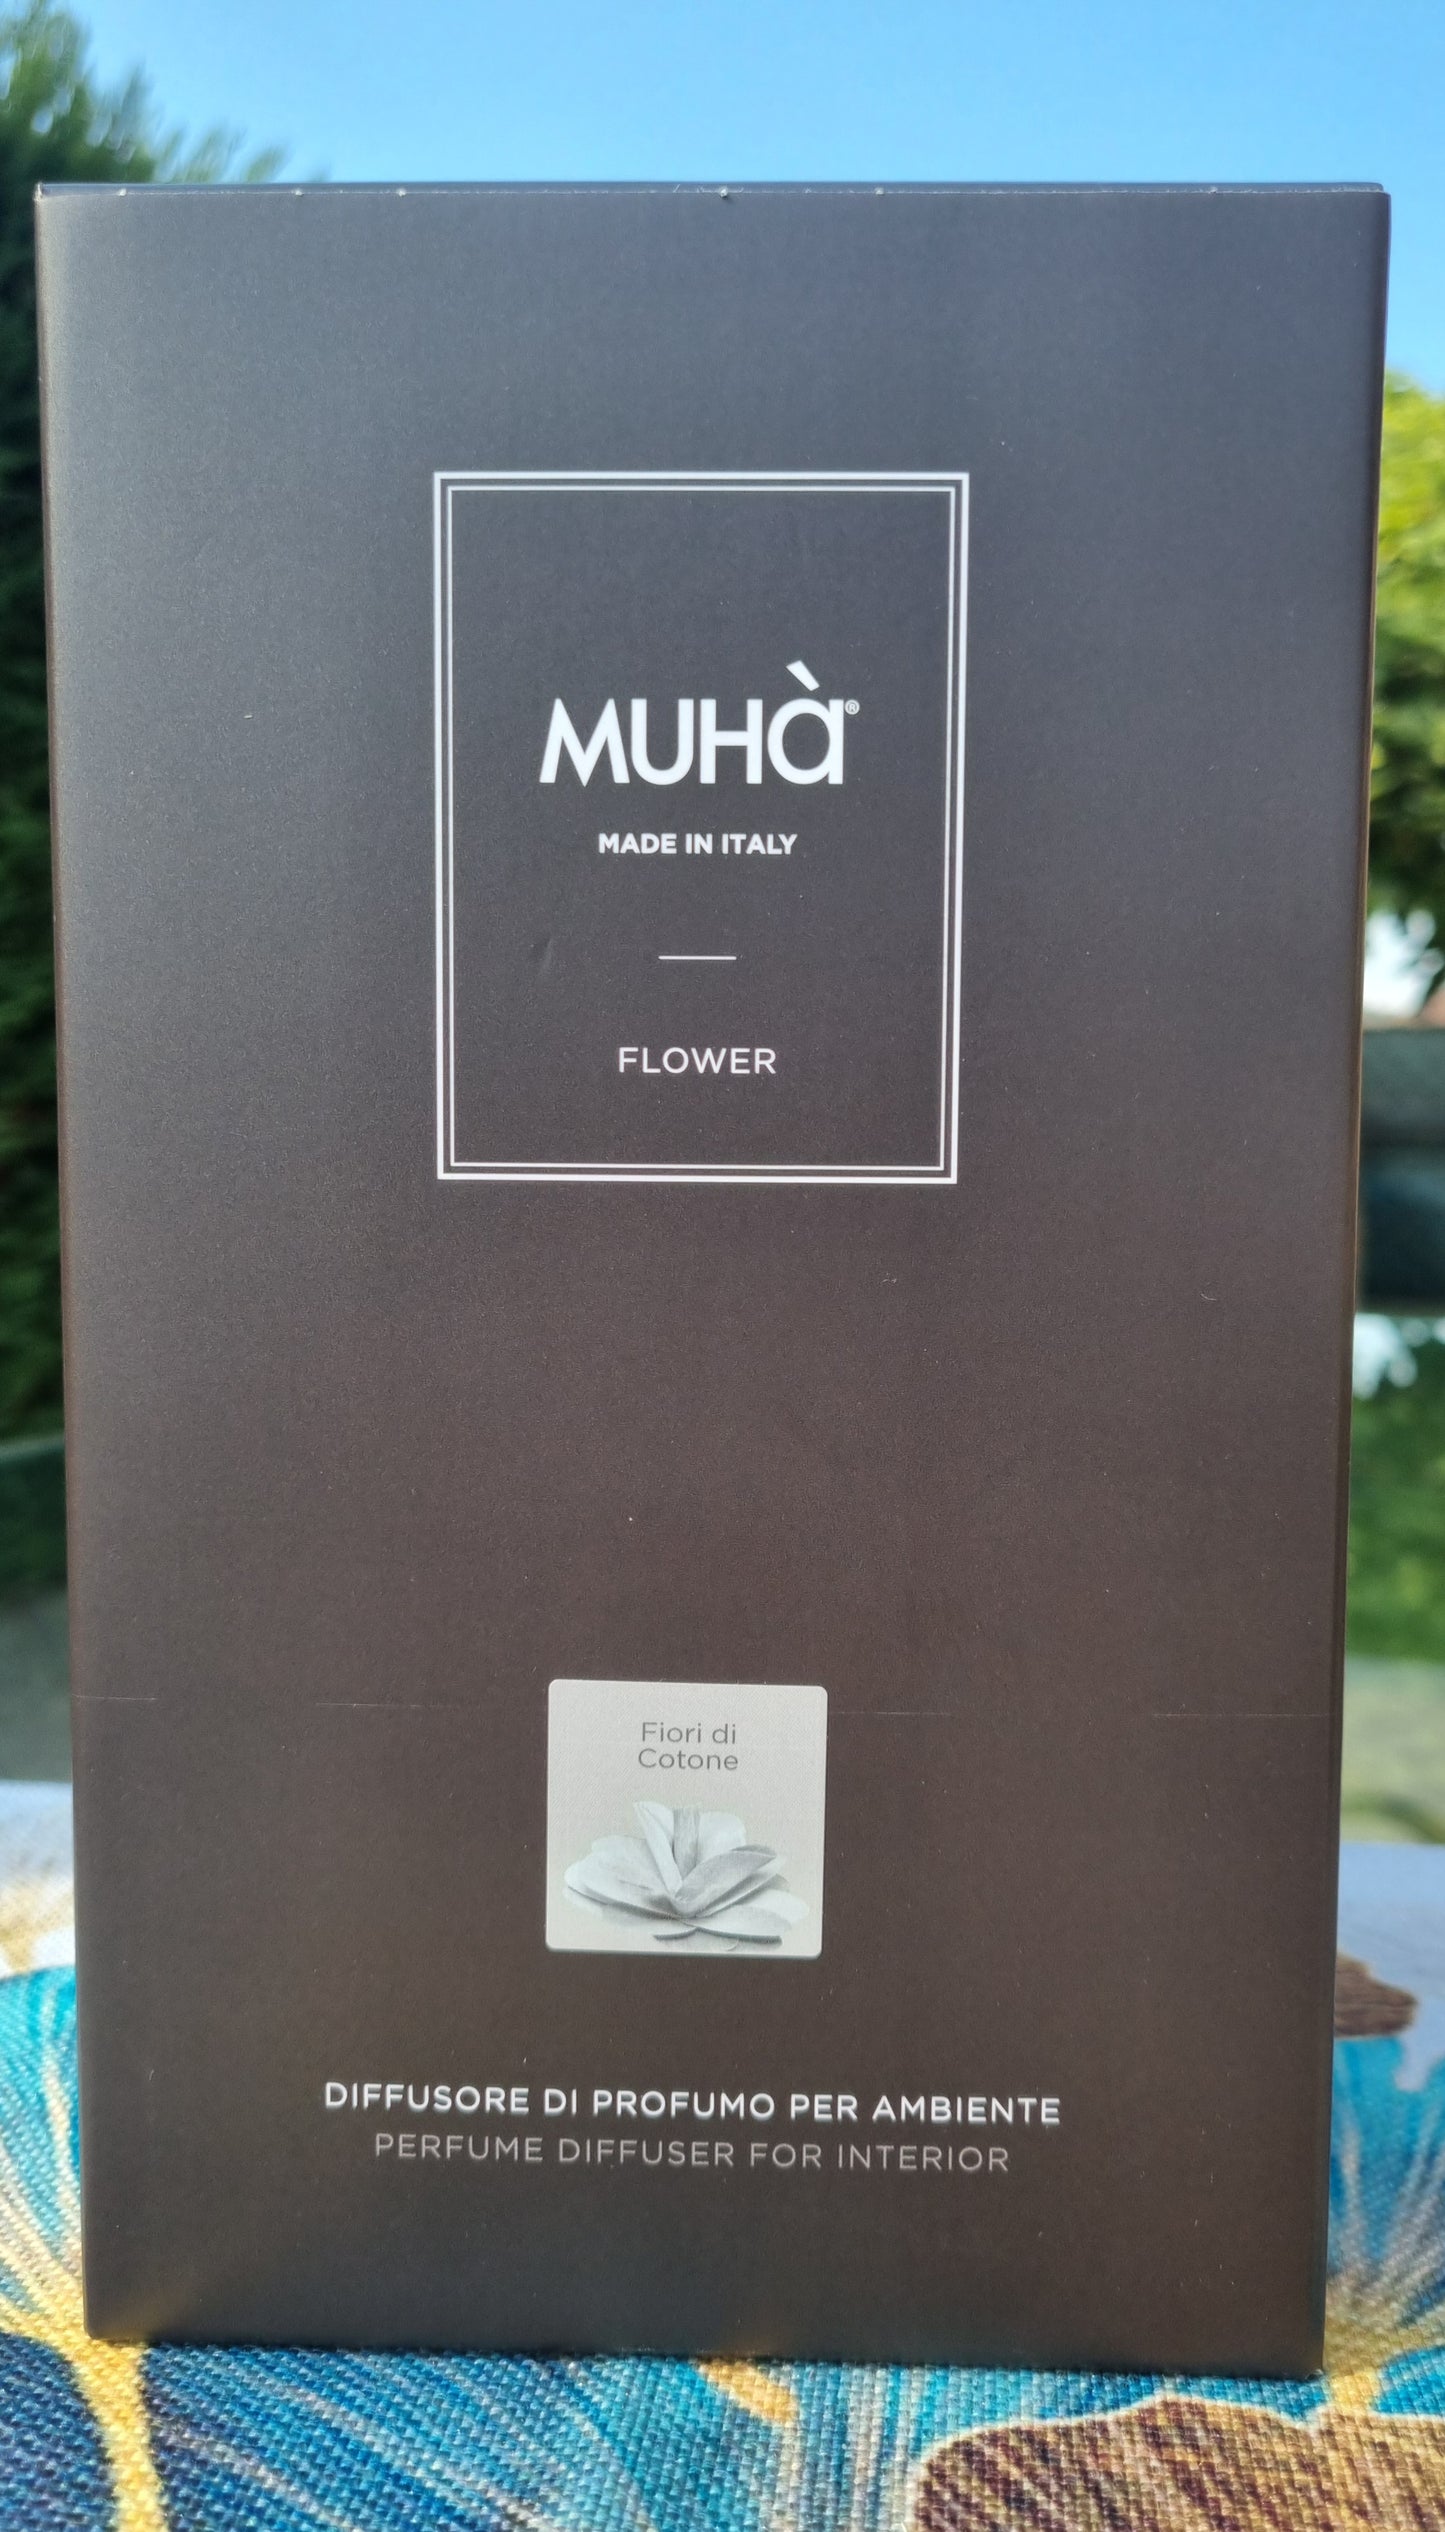 MUHà®
MADE IN ITALY
FLOWER
Fiori di
Cotone
DIFFUSORE DI PROFUMO PER AMBIENTE
PERFUME DIFFUSER FOR INTERIOR